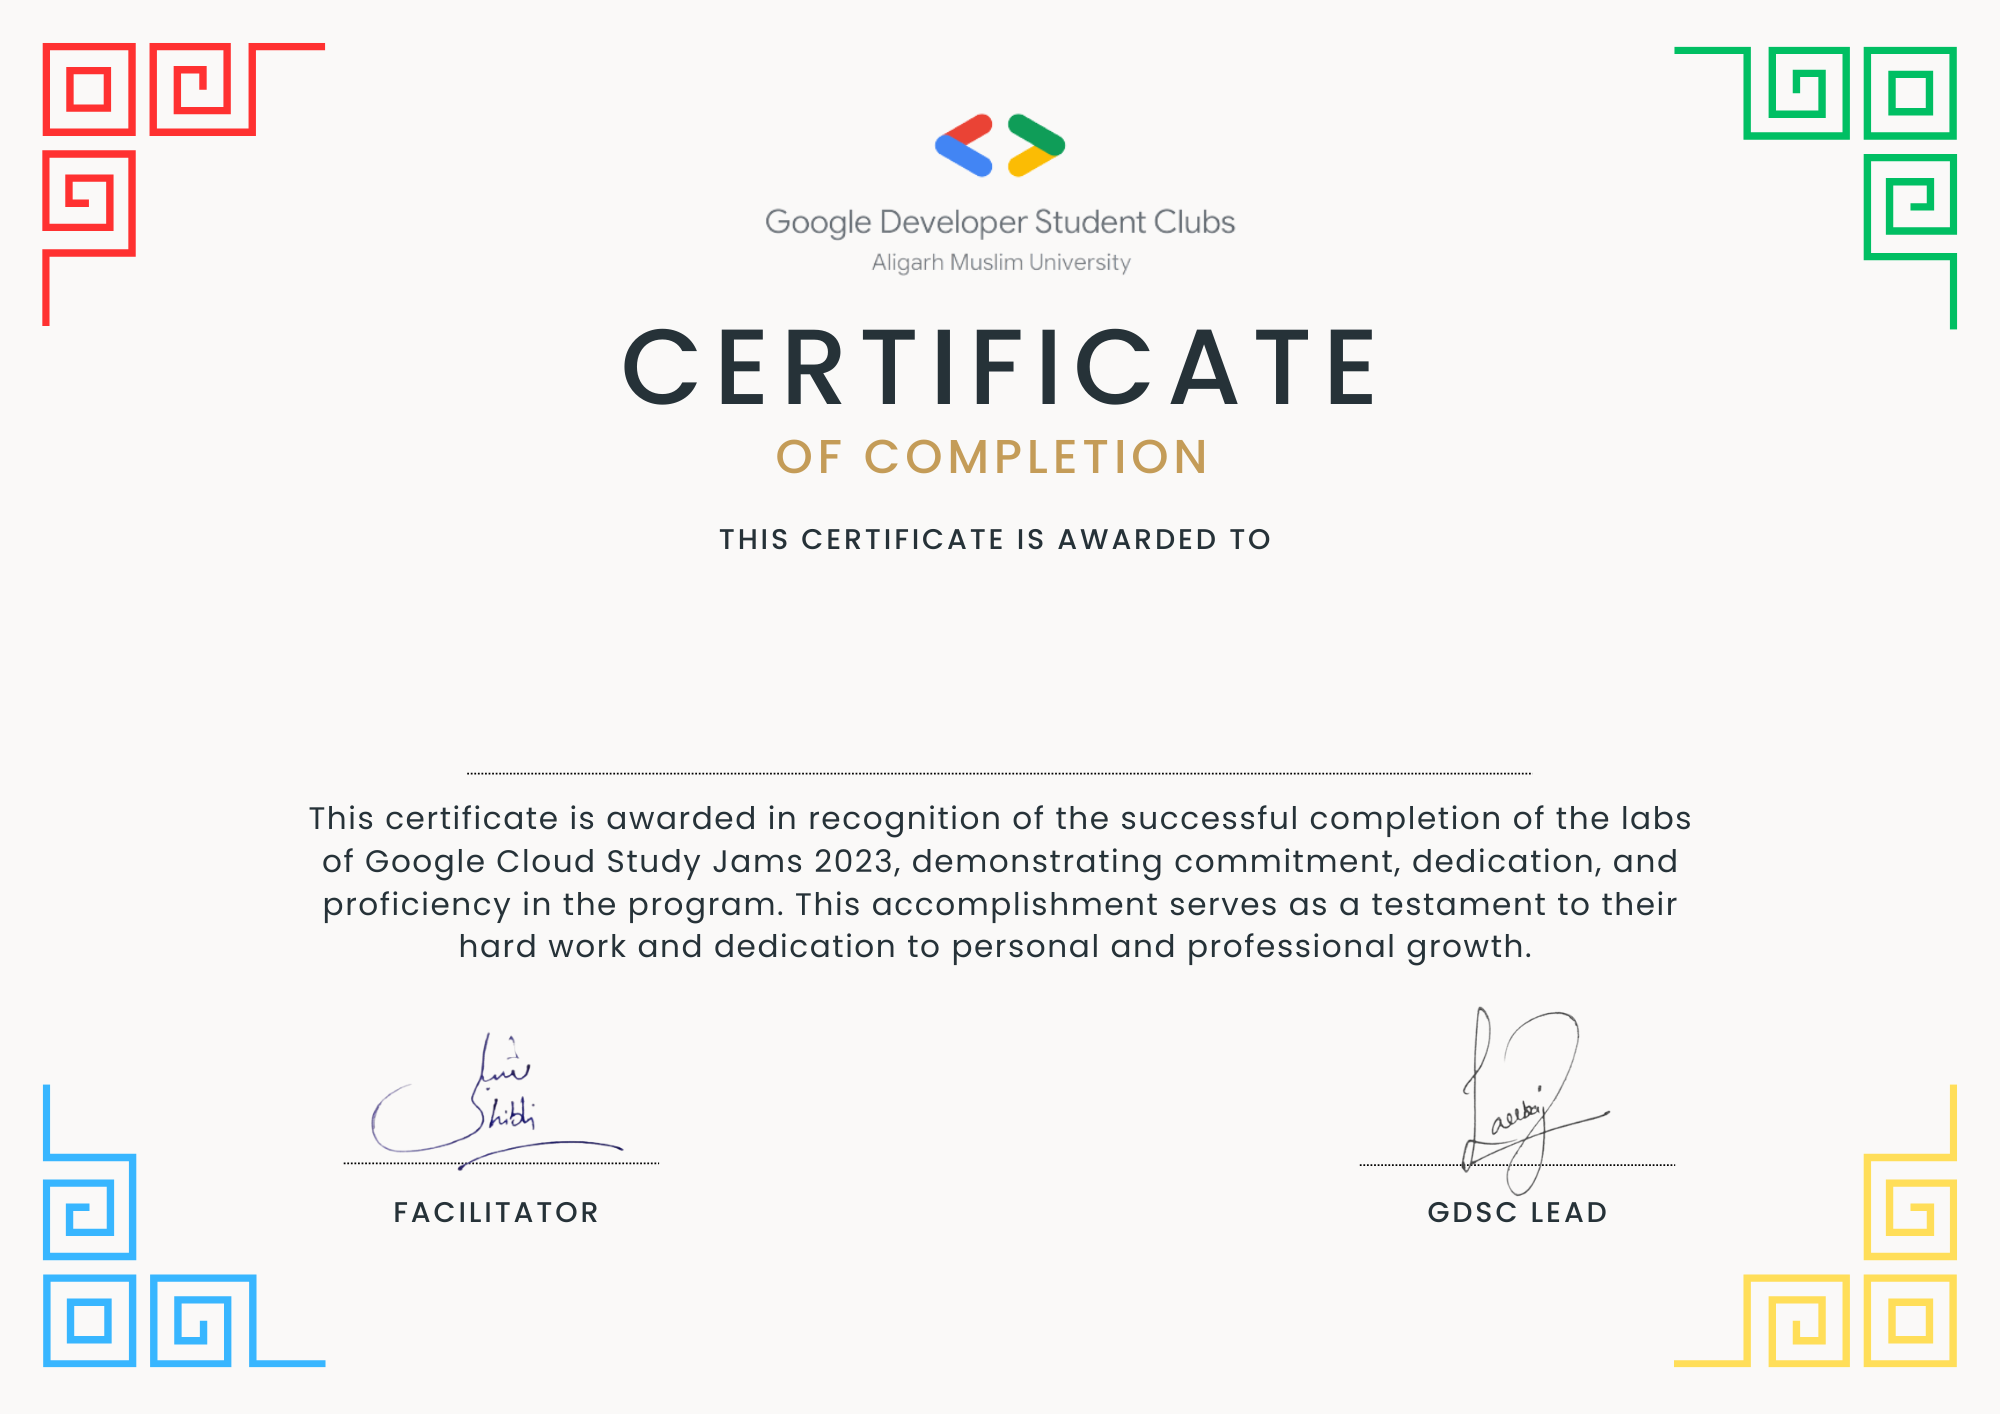 Google Developer Student Clubs
Aligarh Muslim University
CERTIFICATE
OF COMPLETION
THIS CERTIFICATE IS AWARDED TO
This certificate is awarded in recognition of the successful completion of the labs
of Google Cloud Study Jams 2023, demonstrating commitment, dedication, and
proficiency in the program. This accomplishment serves as a testament to their
hard work and dedication to personal and professional growth.
FACILITATOR
GDSC LEAD